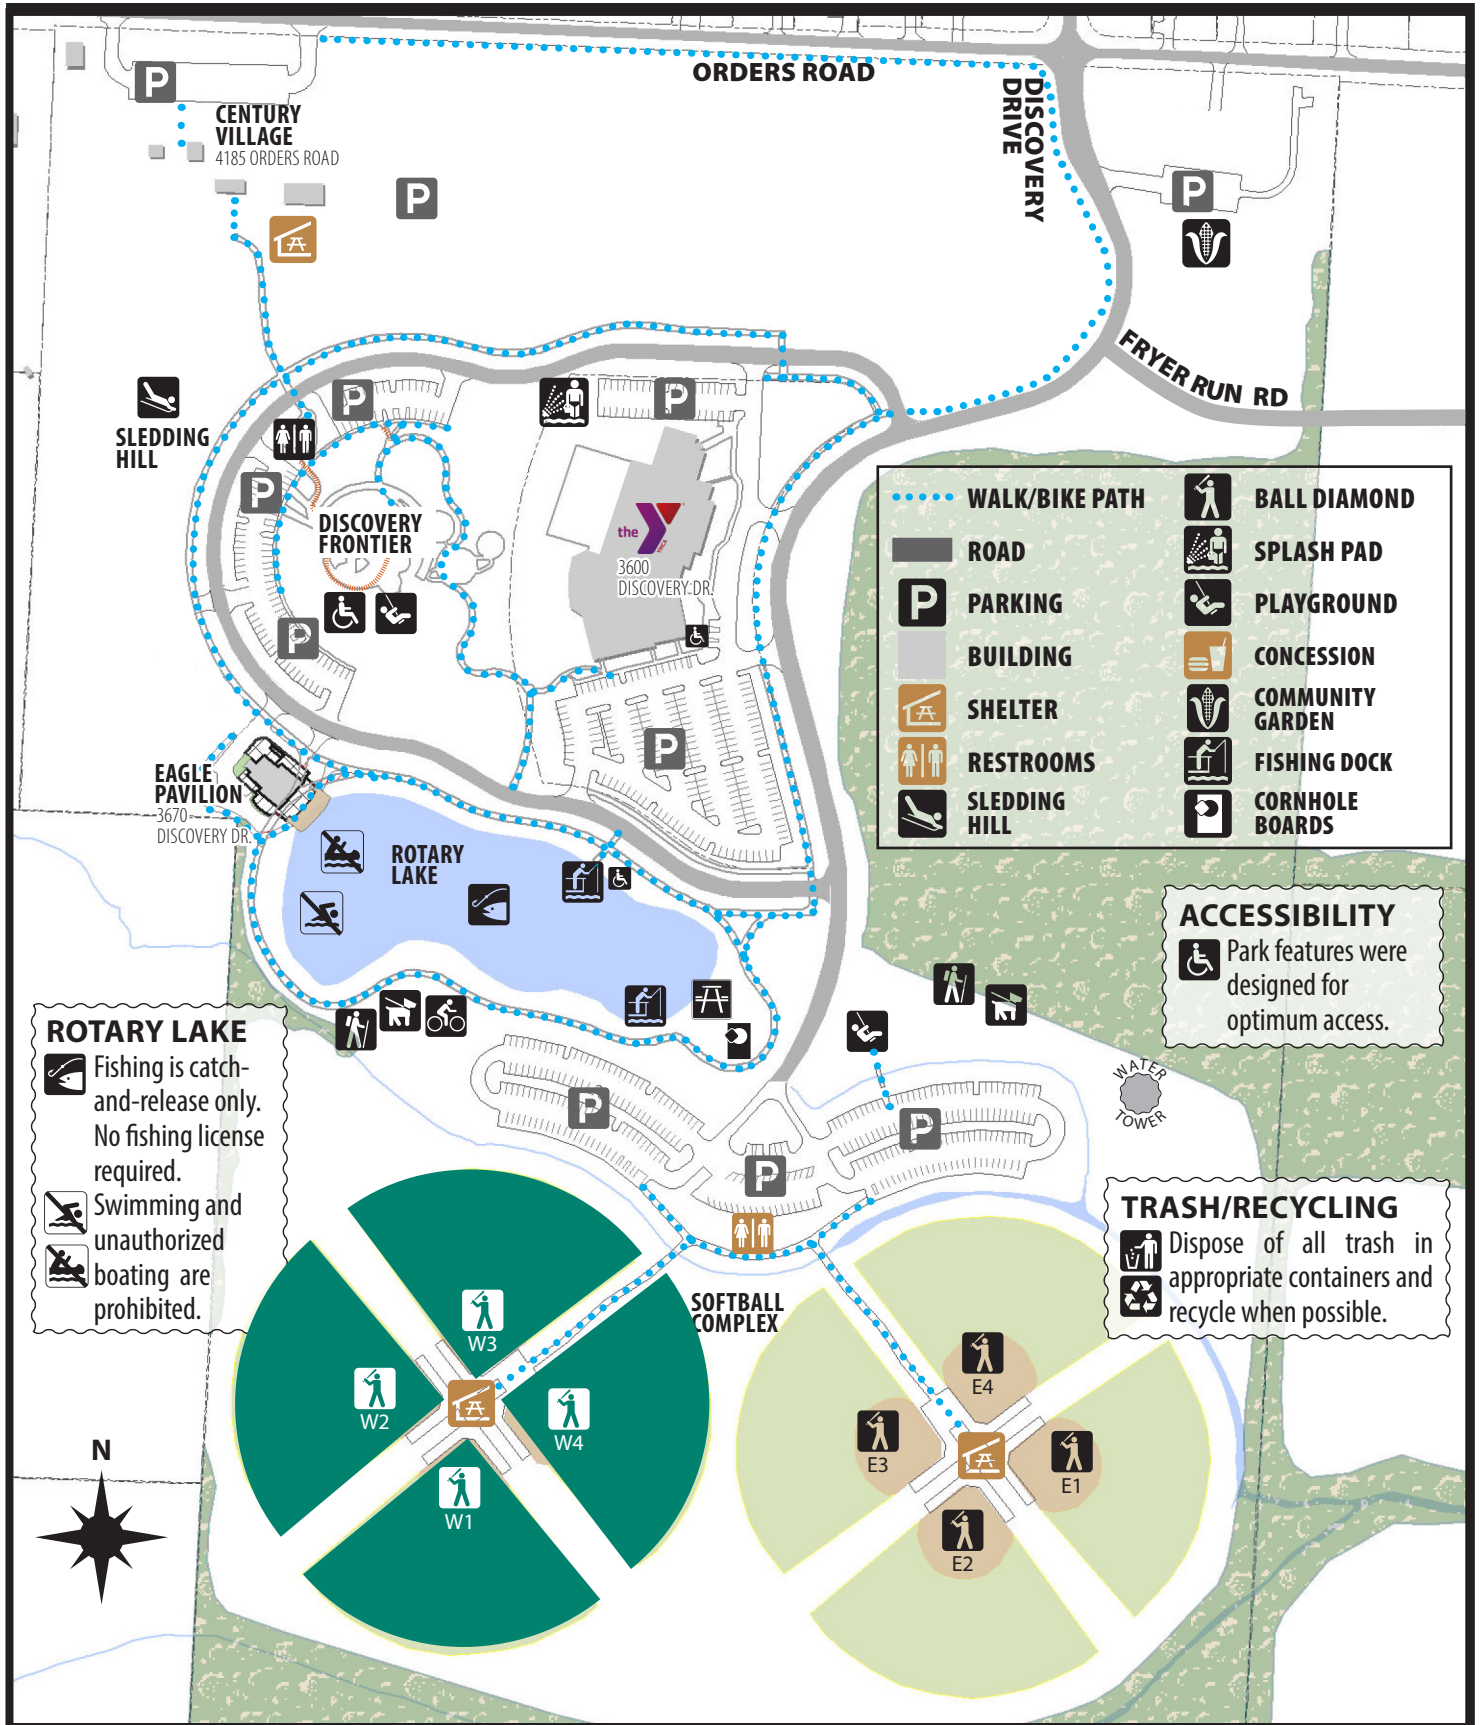 ORDERS ROAD
DISCOVERY
DRIVE
P
CENTURY
VILLAGE
4185 ORDERS ROAD
P
P
FRYER RUN RD
SLEDDING
HILL
P
P
P
DISCOVERY
FRONTIER
P
the
YMCA
3600
DISCOVERY DR.
P
WALK/BIKE PATH
ROAD
P
PARKING
BUILDING
SHELTER
RESTROOMS
SLEDDING
HILL
BALL DIAMOND
SPLASH PAD
PLAYGROUND
CONCESSION
COMMUNITY
GARDEN
FISHING DOCK
CORNHOLE
BOARDS
EAGLE
PAVILION
3670
DISCOVERY DR.
ROTARY
LAKE
ACCESSIBILITY
Park features were
designed for
optimum access.
ROTARY LAKE
Fishing is catch-
and-release only.
No fishing license
required.
Swimming and
unauthorized
boating are
prohibited.
WATER
TOWER
P
P
P
TRASH/RECYCLING
Dispose of all trash in
appropriate containers and
recycle when possible.
SOFTBALL
COMPLEX
W3
W2
W4
W1
E4
E3
E1
E2
N